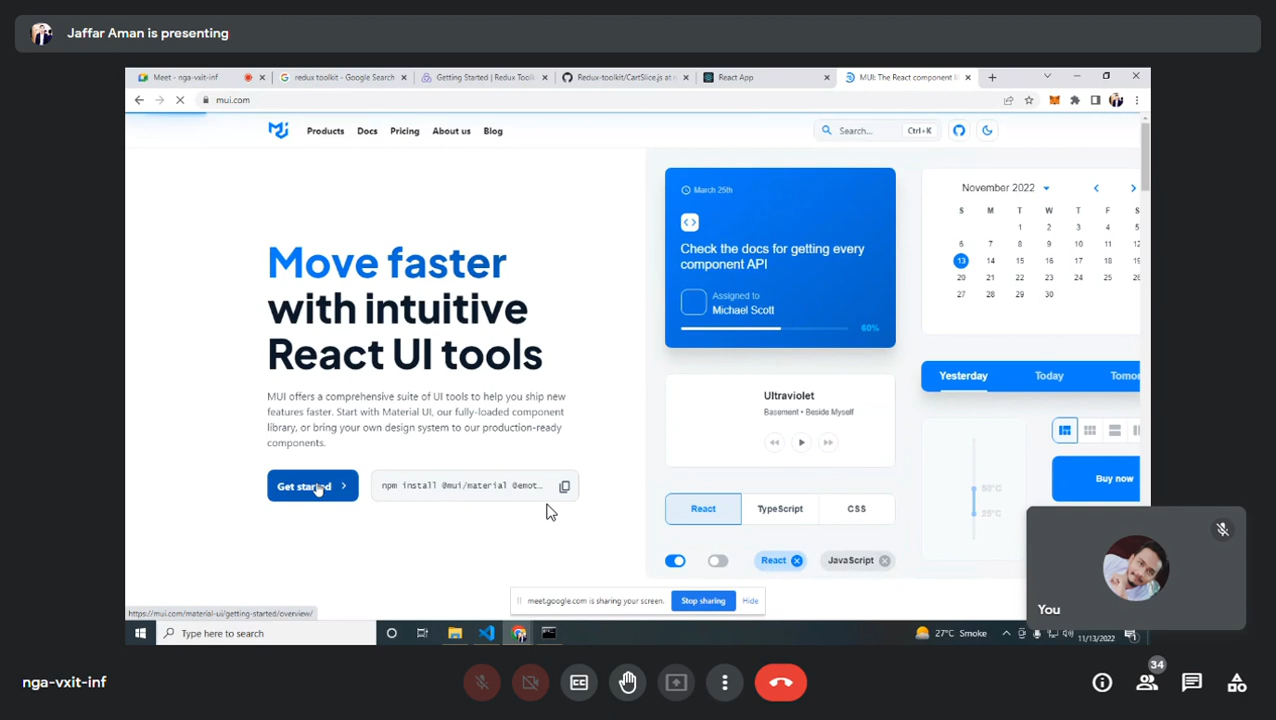 Jaffar Aman is presenting
Meet - nga-vxit-inf
redux toolkit - Google Search
Getting Started | Redux Toolk
Redux-toolkit/CartSlice.js at n
React App
MUI: The React component li
mui.com
Products Docs Pricing About us Blog
Search... Ctrl+K
Move faster
with intuitive
React UI tools
MUI offers a comprehensive suite of UI tools to help you ship new
features faster. Start with Material UI, our fully-loaded component
library, or bring your own design system to our production-ready
components.
Get started
npm install @mui/material @emot...
March 25th
Check the docs for getting every
component API
Assigned to
Michael Scott
60%
Ultraviolet
Basement • Beside Myself
React TypeScript CSS
React JavaScript
November 2022
S M T W T F S
1 2 3 4 5
6 7 8 9 10 11 12
13 14 15 16 17 18 19
20 21 22 23 24 25 26
27 28 29 30
Yesterday Today Tomor
50°C
25°C
Buy now
You
meet.google.com is sharing your screen. Stop sharing Hide
https://mui.com/material-ui/getting-started/overview/
Type here to search
27°C Smoke
11/13/2022
nga-vxit-inf
34